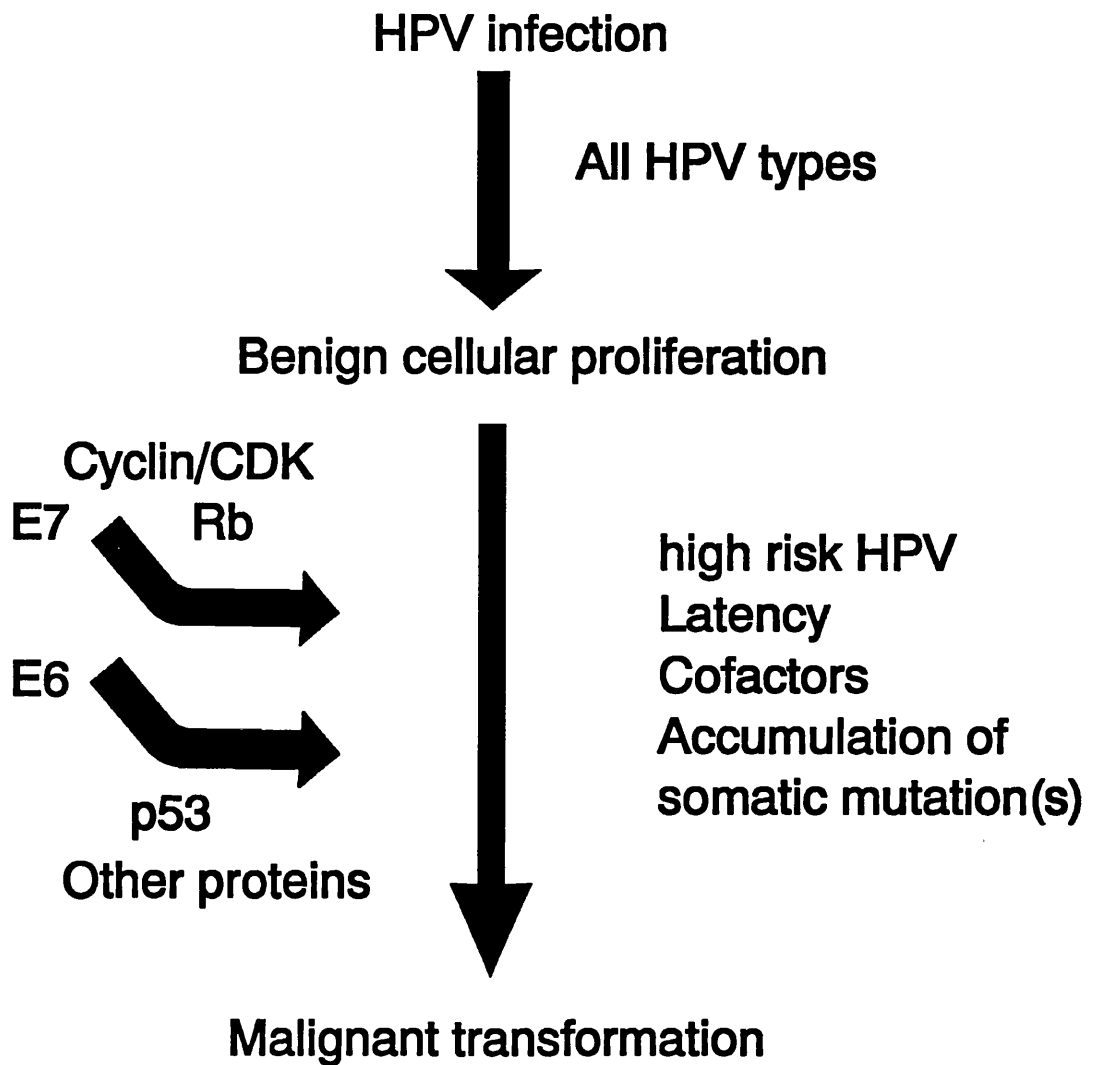 HPV infection
All HPV types
Benign cellular proliferation
Cyclin/CDK
E7 Rb
E6
p53
Other proteins
high risk HPV
Latency
Cofactors
Accumulation of
somatic mutation(s)
Malignant transformation